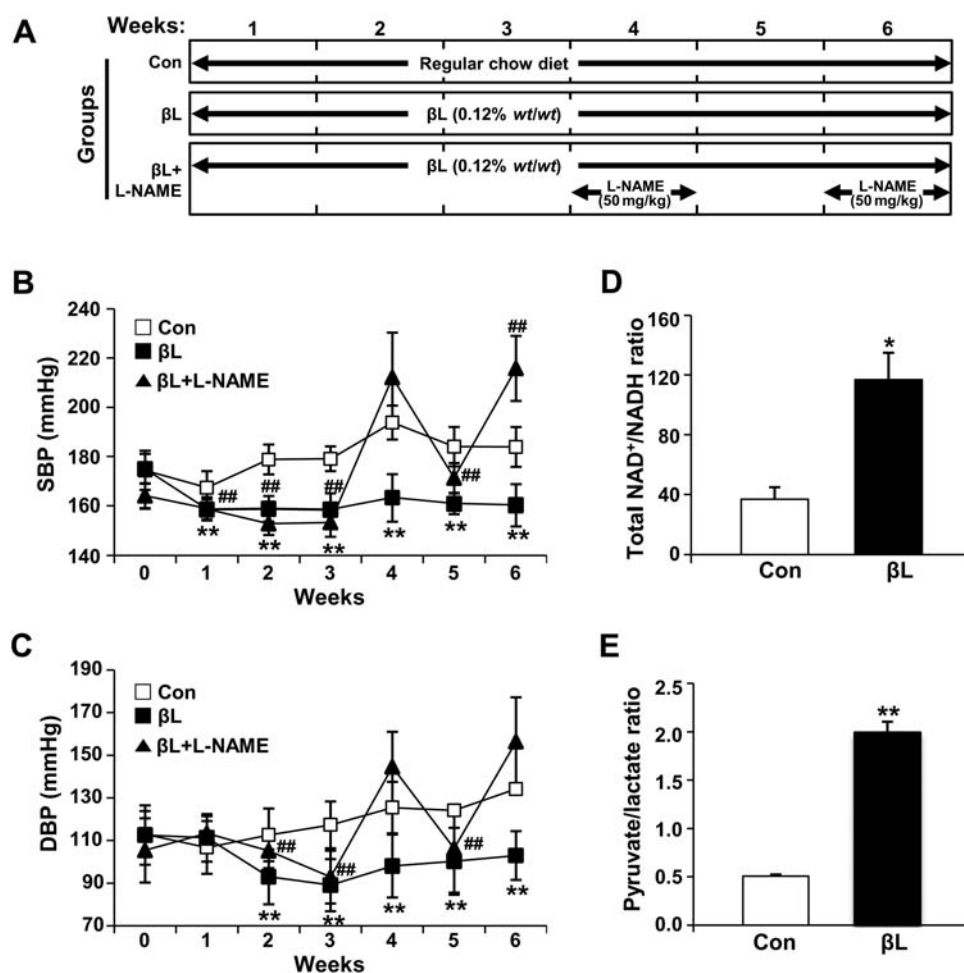 A
Weeks: 1 2 3 4 5 6
Groups
Con
Regular chow diet
βL
βL (0.12% wt/wt)
βL+
L-NAME
βL (0.12% wt/wt)
L-NAME L-NAME
(50 mg/kg) (50 mg/kg)
B
SBP (mmHg)
240
220
200
180
160
140
Con
βL
βL+L-NAME
## ## ## ## ##
** ** ** ** ** **
0 1 2 3 4 5 6
Weeks
C
DBP (mmHg)
190
170
150
130
110
90
70
Con
βL
βL+L-NAME
## ## ##
** ** ** ** **
0 1 2 3 4 5 6
Weeks
D
Total NAD⁺/NADH ratio
160
120
80
40
0
*
Con βL
E
Pyruvate/lactate ratio
2.5
2.0
1.5
1.0
0.5
0.0
**
Con βL